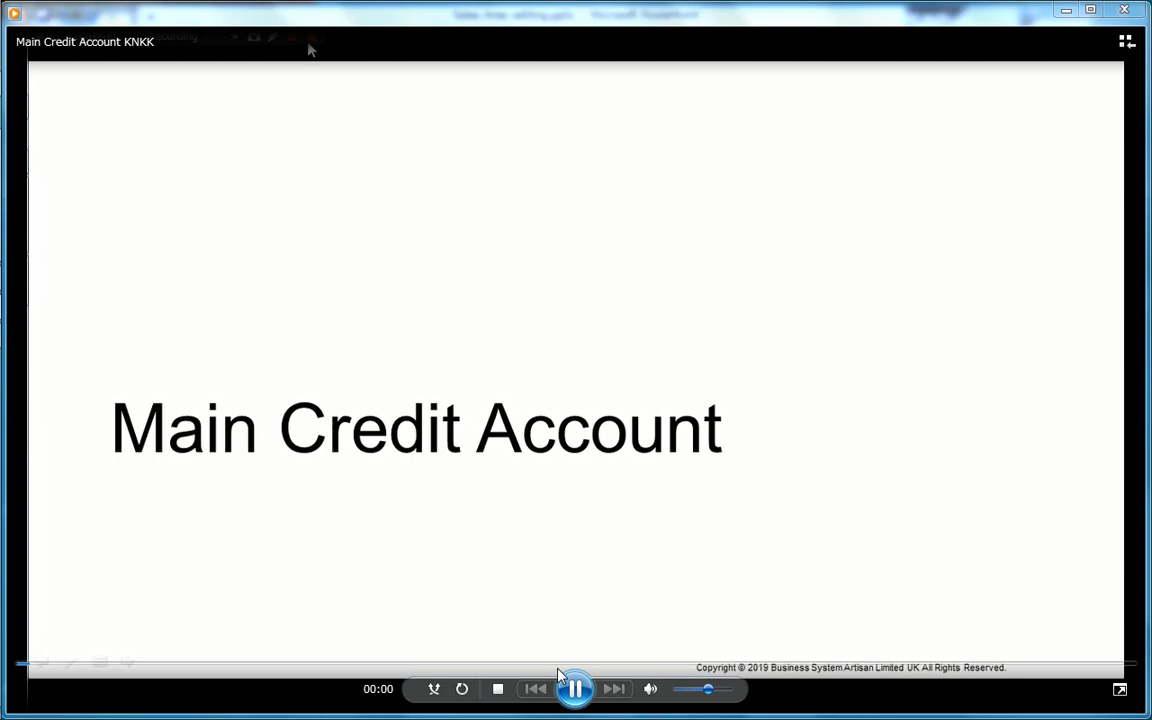 Main Credit Account KNKK
Main Credit Account
Copyright © 2019 Business System Artisan Limited UK All Rights Reserved.
00:00